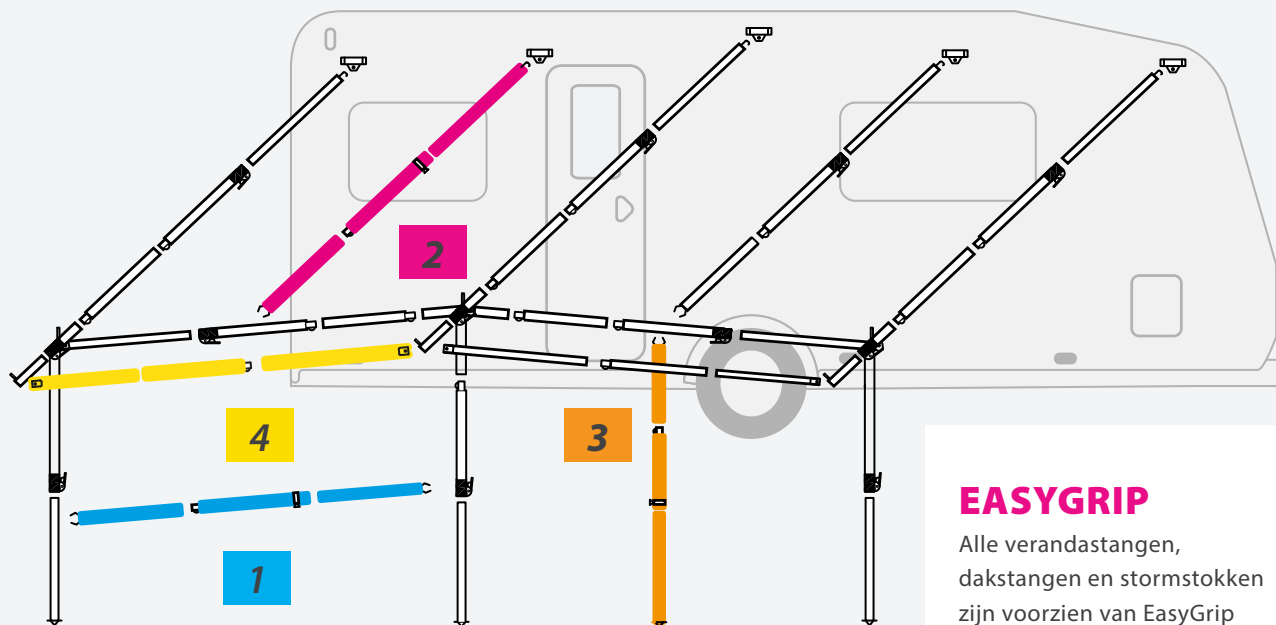 2
4
3
1
EASYGRIP
Alle verandastangen,
dakstangen en stormstokken
zijn voorzien van EasyGrip